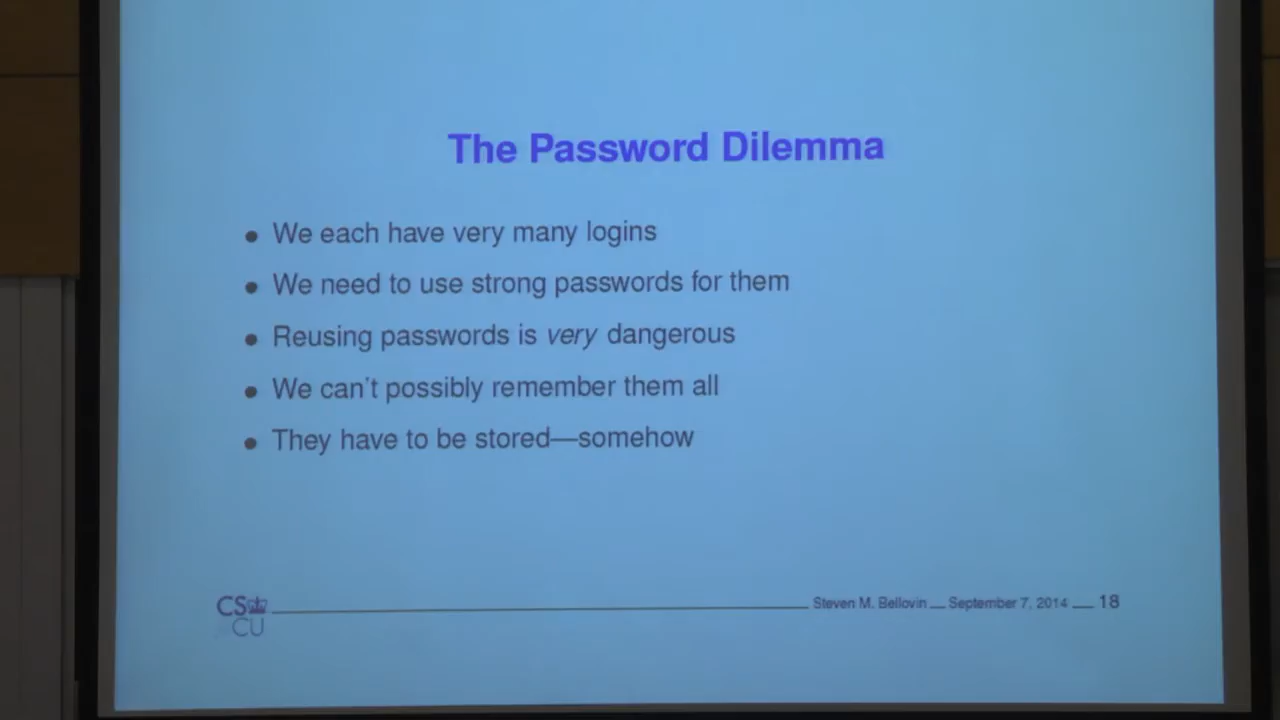 The Password Dilemma
• We each have very many logins
• We need to use strong passwords for them
• Reusing passwords is very dangerous
• We can't possibly remember them all
• They have to be stored—somehow
CS
CU
Steven M. Bellovin — September 7, 2014 — 18